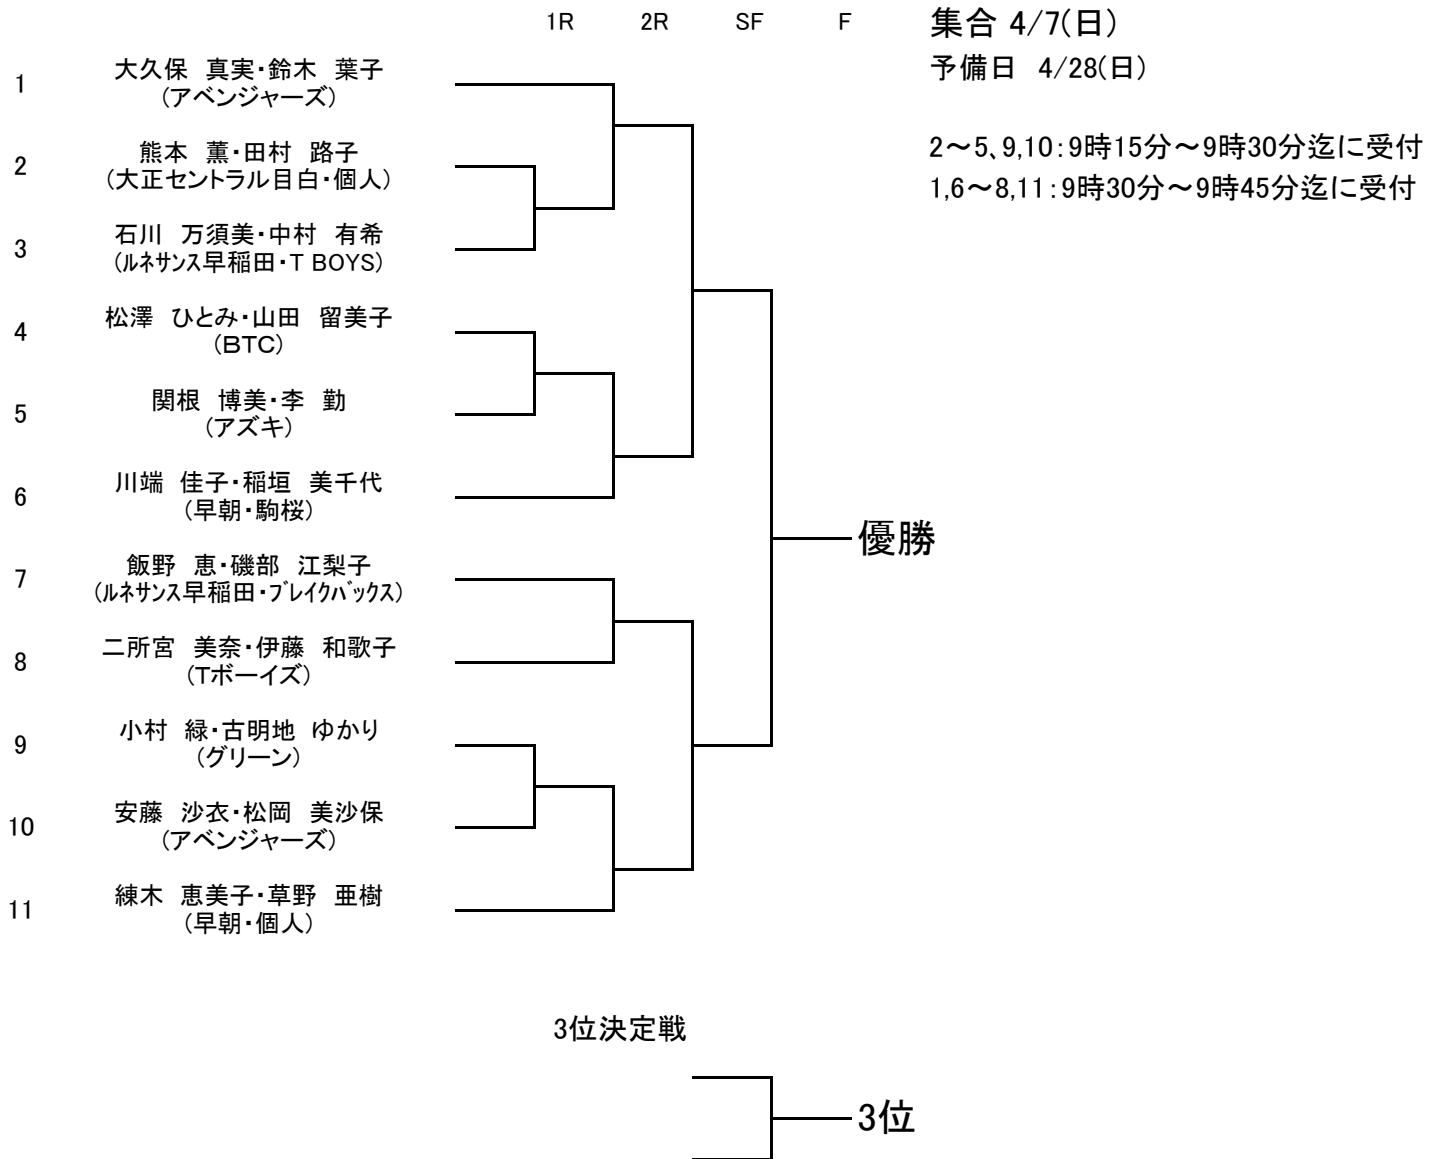 1R 2R SF F
集合 4/7(日)
予備日 4/28(日)
2～5、9,10:9時15分～9時30分迄に受付
1,6～8,11:9時30分～9時45分迄に受付
1 大久保 真実・鈴木 葉子
(アベンジャーズ)
2 熊本 薫・田村 路子
(大正セントラル目白・個人)
3 石川 万須美・中村 有希
(ﾙﾈｻﾝｽ早稲田・T BOYS)
4 松澤 ひとみ・山田 留美子
(BTC)
5 関根 博美・李 勤
(アズキ)
6 川端 佳子・稲垣 美千代
(早朝・駒桜)
7 飯野 恵・磯部 江梨子
(ﾙﾈｻﾝｽ早稲田・ﾌﾞﾚｲｸﾊﾞｯｸｽ)
8 二所宮 美奈・伊藤 和歌子
(Tボーイズ)
9 小村 緑・古明地 ゆかり
(グリーン)
10 安藤 沙衣・松岡 美沙保
(アベンジャーズ)
11 練木 恵美子・草野 亜樹
(早朝・個人)
優勝
3位決定戦
3位